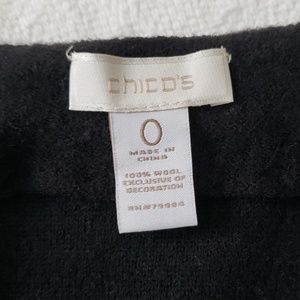 chico's
0
MADE IN
CHINA
100% WOOL
EXCLUSIVE OF
DECORATION
RN#79984